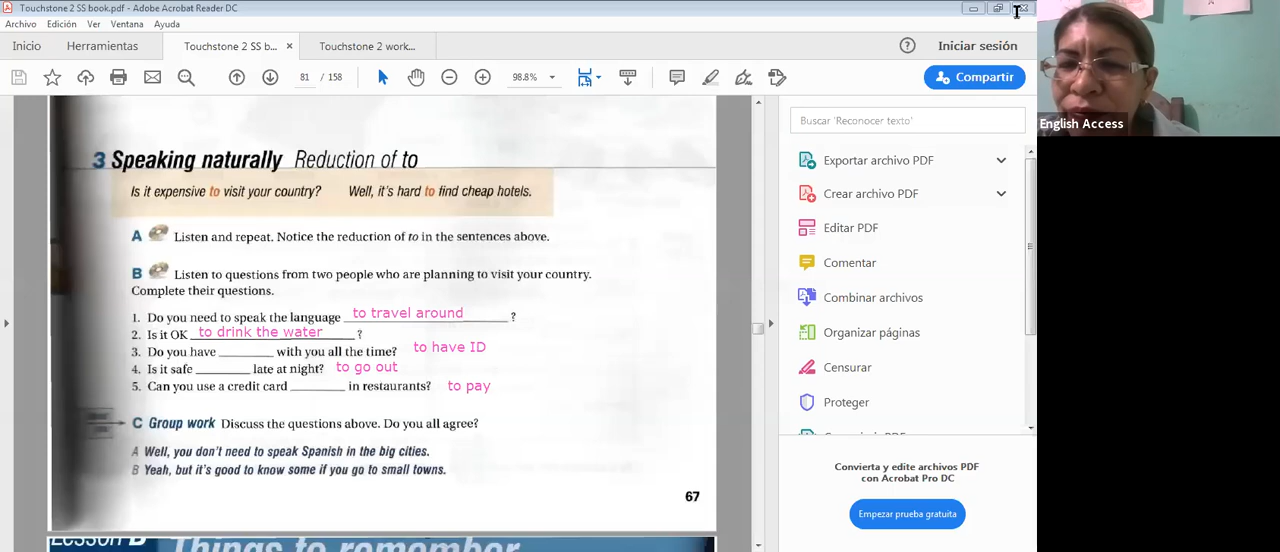 Touchstone 2 SS book.pdf - Adobe Acrobat Reader DC
Archivo Edición Ver Ventana Ayuda
Inicio Herramientas Touchstone 2 SS b... × Touchstone 2 work... Iniciar sesión
81 / 158 98.8% Compartir
3 Speaking naturally Reduction of to
Is it expensive to visit your country? Well, it's hard to find cheap hotels.
A Listen and repeat. Notice the reduction of to in the sentences above.
B Listen to questions from two people who are planning to visit your country.
Complete their questions.
1. Do you need to speak the language to travel around ?
2. Is it OK to drink the water ?
3. Do you have ________ with you all the time? to have ID
4. Is it safe ________ late at night? to go out
5. Can you use a credit card ________ in restaurants? to pay
C Group work Discuss the questions above. Do you all agree?
A Well, you don't need to speak Spanish in the big cities.
B Yeah, but it's good to know some if you go to small towns.
67
Lesson B Things to remember
Buscar 'Reconocer texto'
Exportar archivo PDF
Crear archivo PDF
Editar PDF
Comentar
Combinar archivos
Organizar páginas
Censurar
Proteger
Convierta y edite archivos PDF
con Acrobat Pro DC
Empezar prueba gratuita
English Access